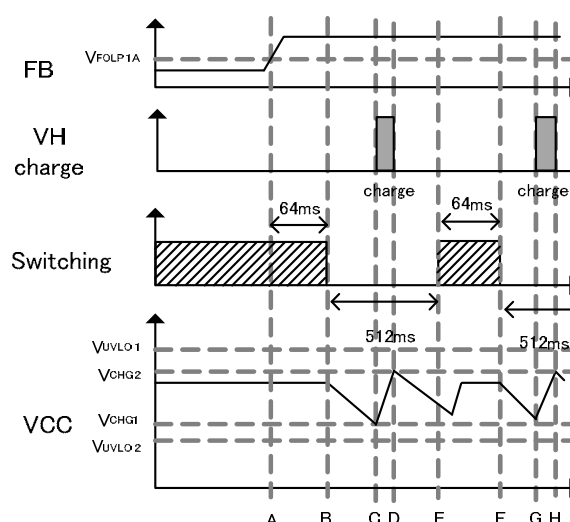 VFOLP1A
FB
VH
charge
charge
charge
64ms
64ms
Switching
512ms
512ms
VUVLO1
VCHG2
VCHG1
VUVLO2
VCC
A B C D E F G H